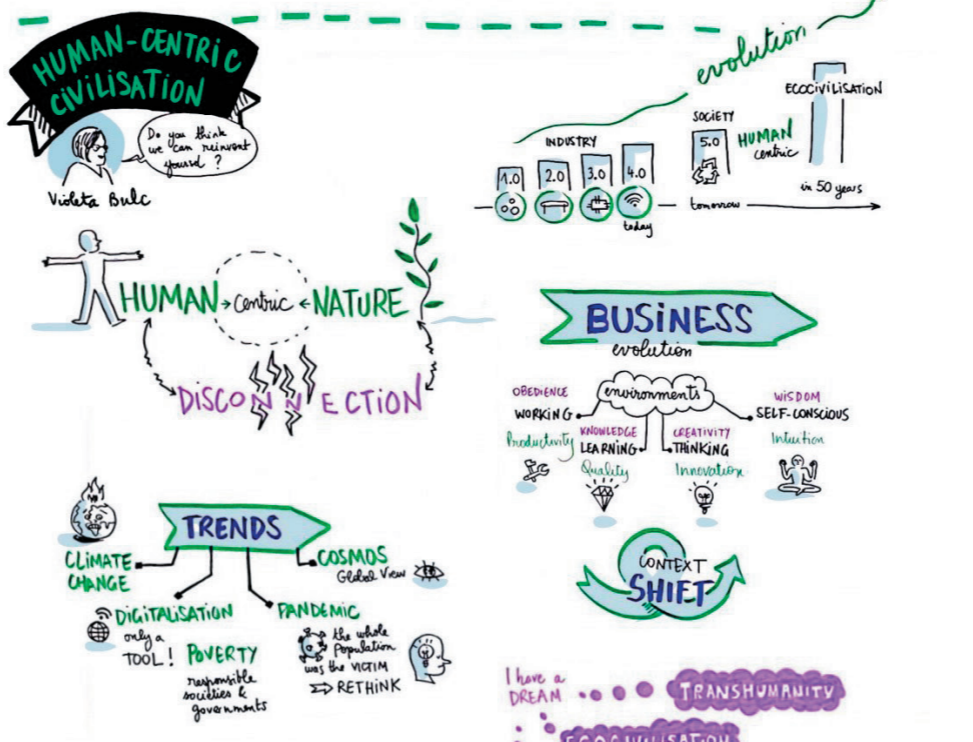 HUMAN-CENTRIC
CIVILISATION
Do you think
we can reinvent
yoursel ?
Violeta Bulc
evolution
INDUSTRY
1.0
2.0
3.0
4.0
today
SOCIETY
5.0
tomorrow
HUMAN
centric
ECOCIVILISATION
in 50 years
HUMAN centric NATURE
DISCONNECTION
BUSINESS
evolution
environments
OBEDIENCE
WORKING
Productivity
KNOWLEDGE
LEARNING
Quality
CREATIVITY
THINKING
Innovation
WISDOM
SELF-CONSCIOUS
Intuition
TRENDS
CLIMATE
CHANGE
DIGITALISATION
only a
TOOL!
POVERTY
responsible
societies &
governments
PANDEMIC
the whole
Population
was the VICTIM
RETHINK
COSMOS
Global View
CONTEXT
SHIFT
I have a
DREAM
TRANSHUMANITY
ECOCIVILISATION